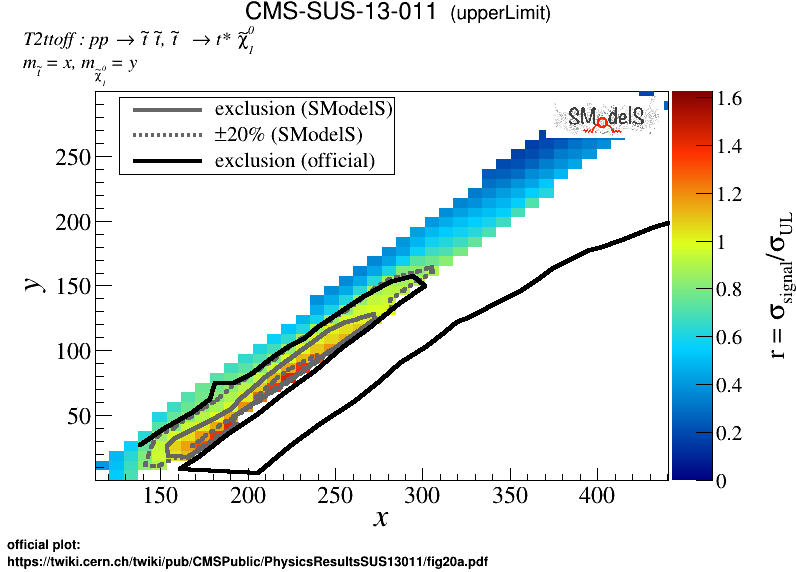 CMS-SUS-13-011 (upperLimit)
T2ttoff : pp → t̃ t̃, t̃ → t* χ̃⁰₁
m_t̃ = x, m_χ̃⁰₁ = y
exclusion (SModelS)
±20% (SModelS)
exclusion (official)
SModelS
250
200
150
100
50
y
150 200 250 300 350 400
x
1.6
1.4
1.2
1
0.8
0.6
0.4
0.2
0
r = σ_signal/σ_UL
official plot:
https://twiki.cern.ch/twiki/pub/CMSPublic/PhysicsResultsSUS13011/fig20a.pdf